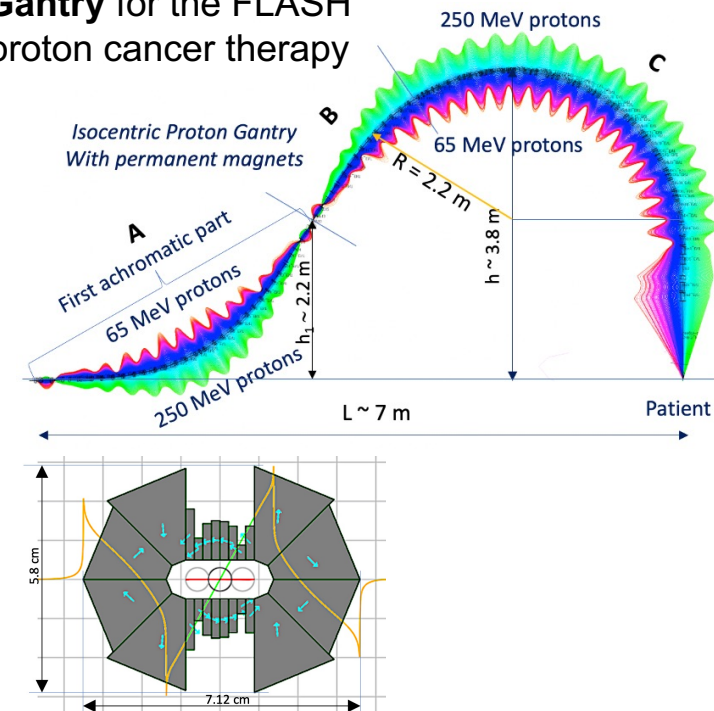 Gantry for the FLASH
proton cancer therapy
250 MeV protons
C
B
Isocentric Proton Gantry
With permanent magnets
65 MeV protons
R = 2.2 m
A
First achromatic part
65 MeV protons
h ~ 3.8 m
h₁ ~ 2.2 m
250 MeV protons
Patient
L ~ 7 m
5.8 cm
7.12 cm